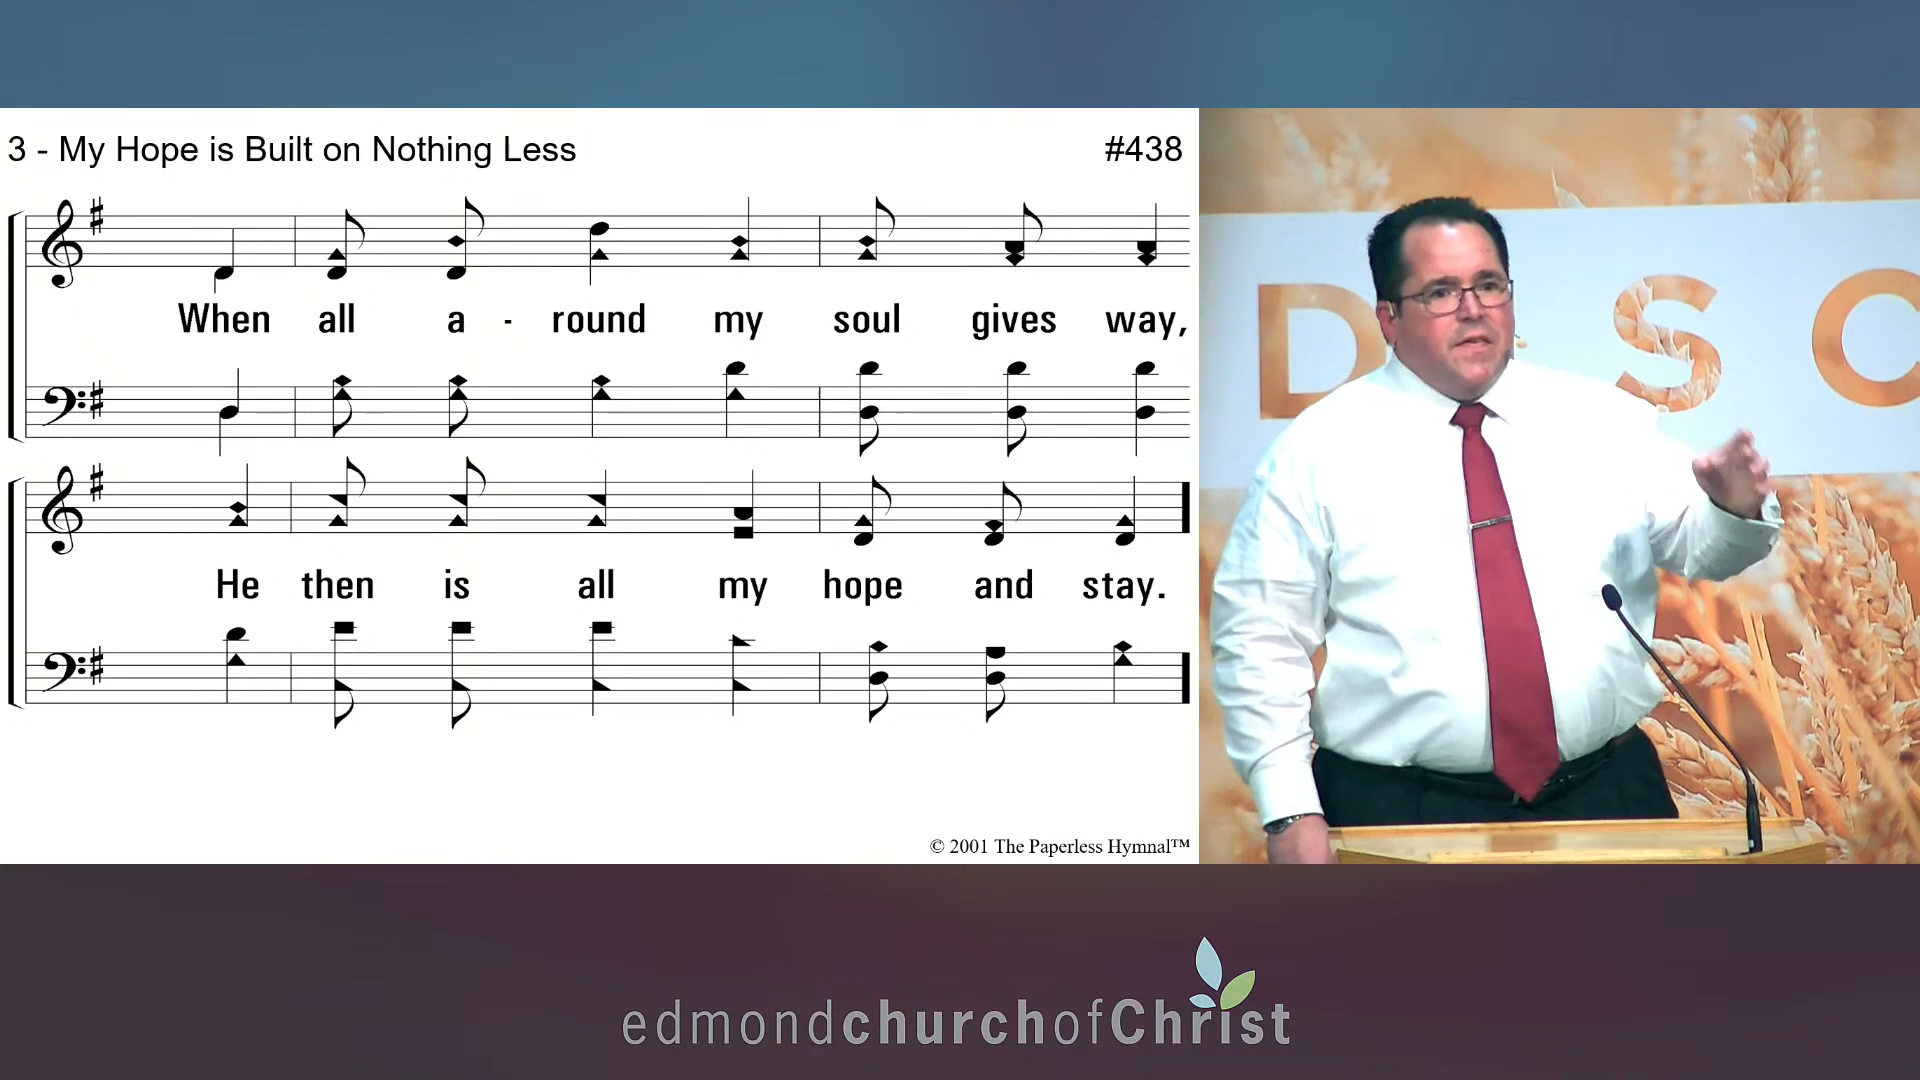 3 - My Hope is Built on Nothing Less
#438
When all a - round my soul gives way,
He then is all my hope and stay.
© 2001 The Paperless Hymnal™
D S C
edmondchurchofChrist